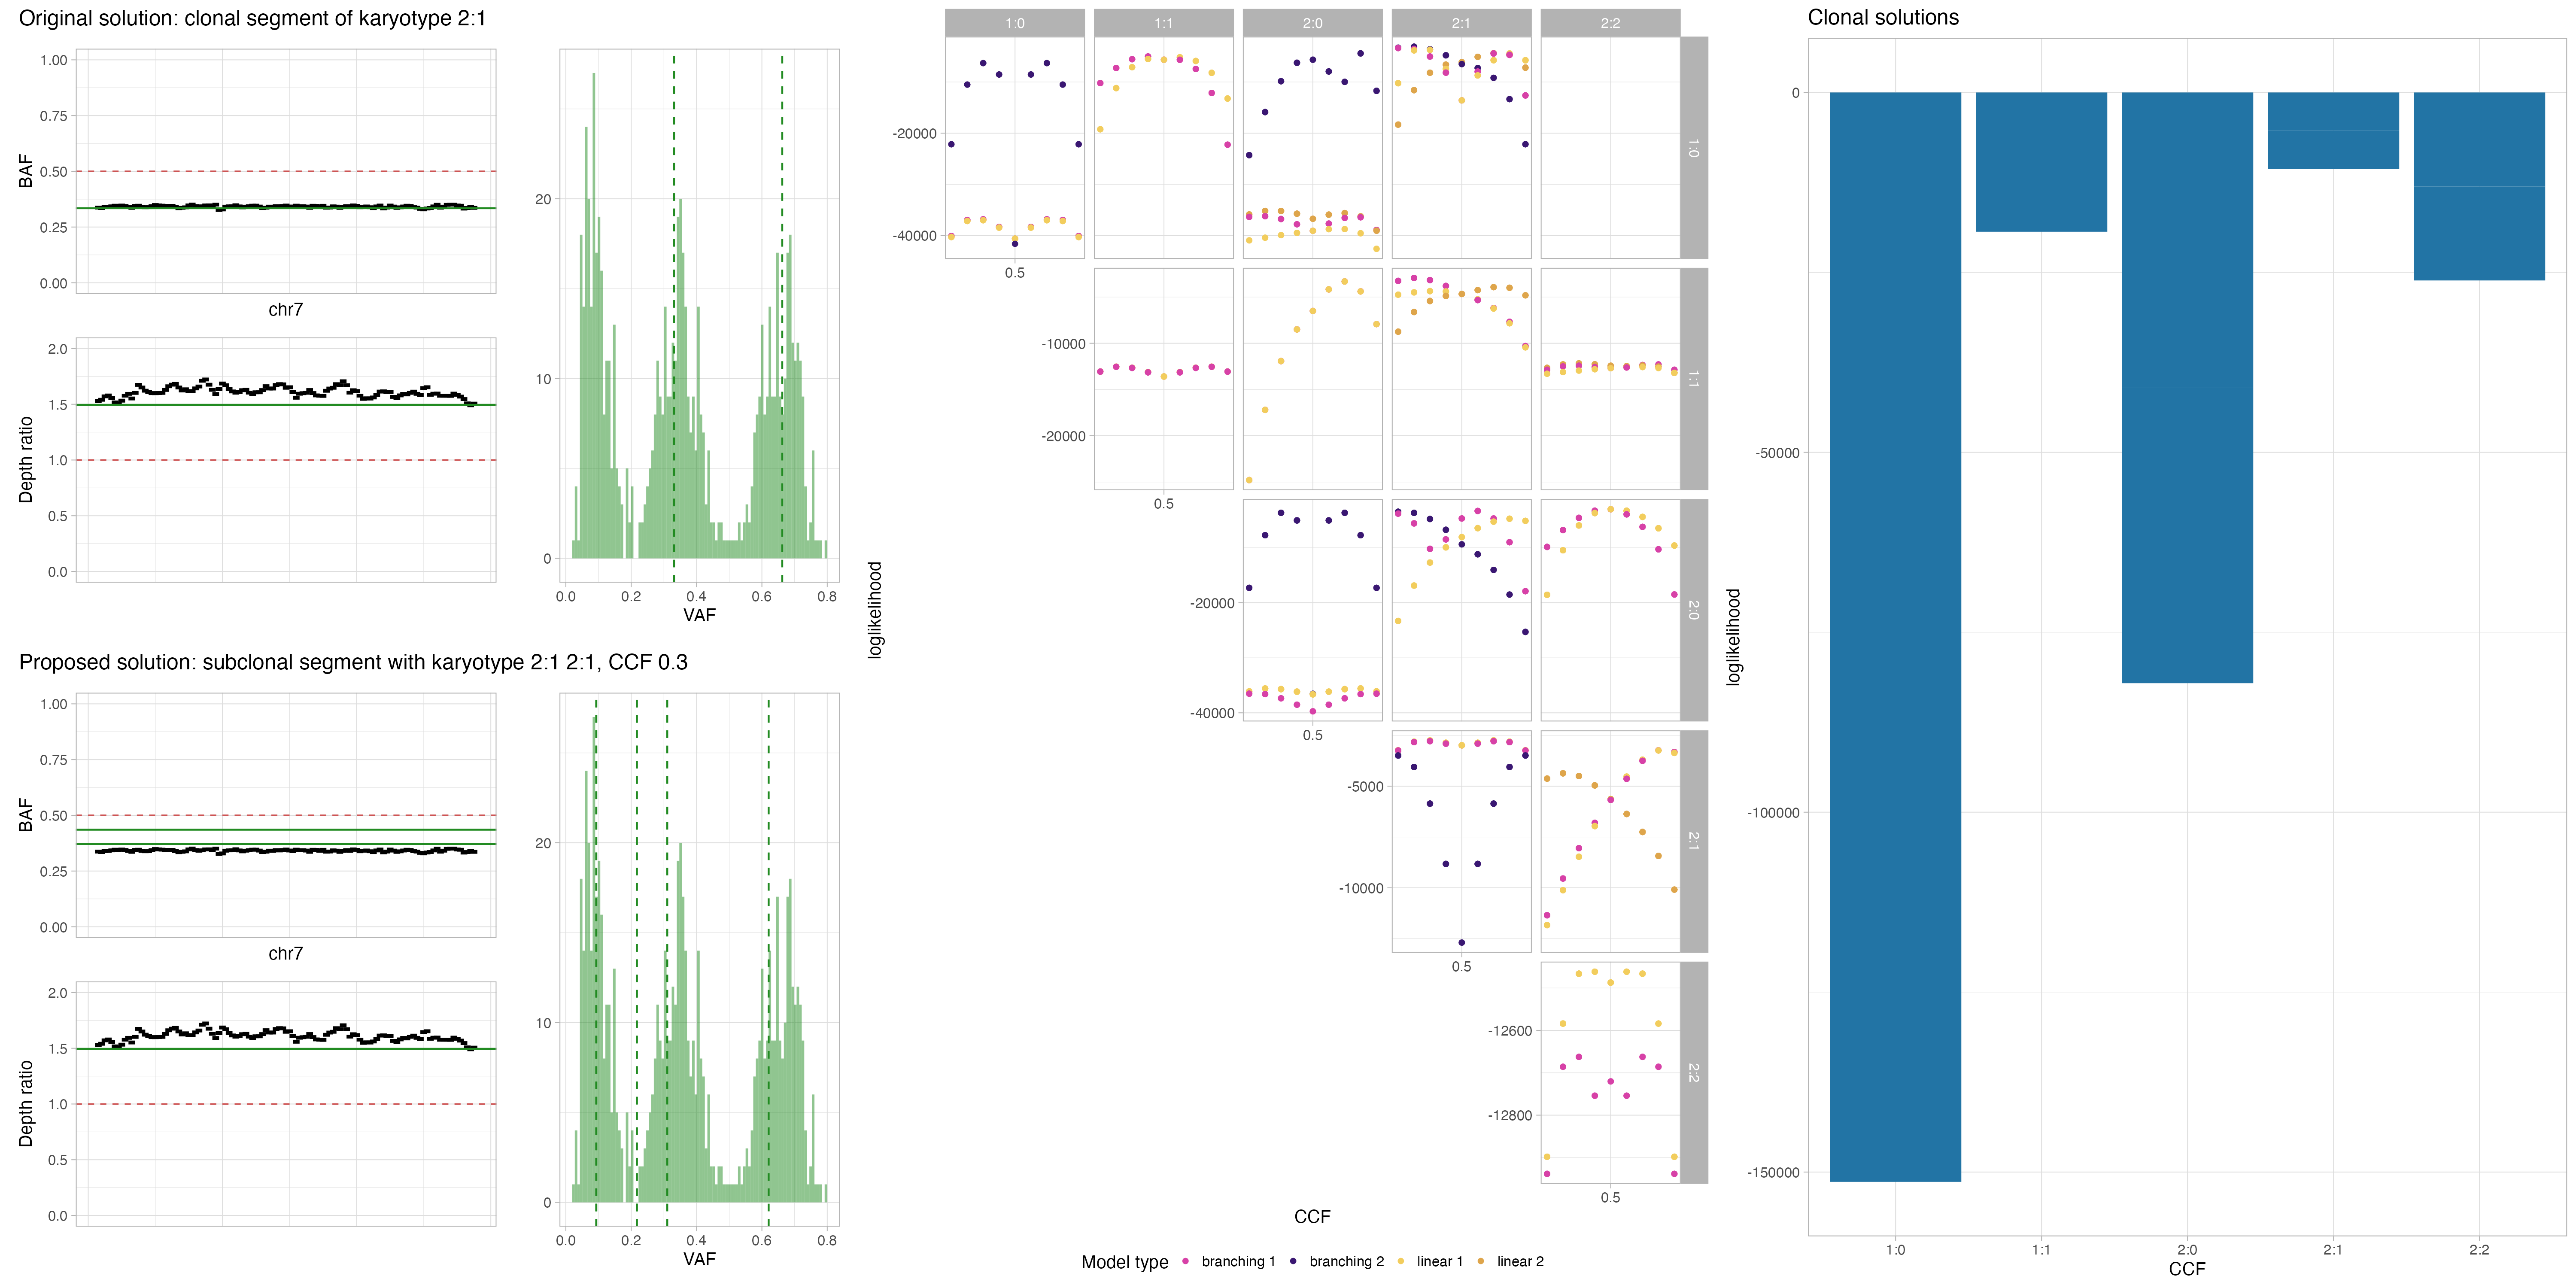 Original solution: clonal segment of karyotype 2:1
1.00
0.75
0.50
0.25
0.00
BAF
chr7
2.0
1.5
1.0
0.5
0.0
Depth ratio
20
10
0
0.0 0.2 0.4 0.6 0.8
VAF
Proposed solution: subclonal segment with karyotype 2:1 2:1, CCF 0.3
1.00
0.75
0.50
0.25
0.00
BAF
chr7
2.0
1.5
1.0
0.5
0.0
Depth ratio
20
10
0
0.0 0.2 0.4 0.6 0.8
VAF
loglikelihood
1:0 1:1 2:0 2:1 2:2
-20000
-40000
1:0
0.5
-10000
-20000
1:1
0.5
-20000
-40000
2:0
0.5
-5000
-10000
2:1
0.5
-12600
-12800
2:2
0.5
CCF
Model type branching 1 branching 2 linear 1 linear 2
Clonal solutions
0
-50000
-100000
-150000
loglikelihood
1:0 1:1 2:0 2:1 2:2
CCF